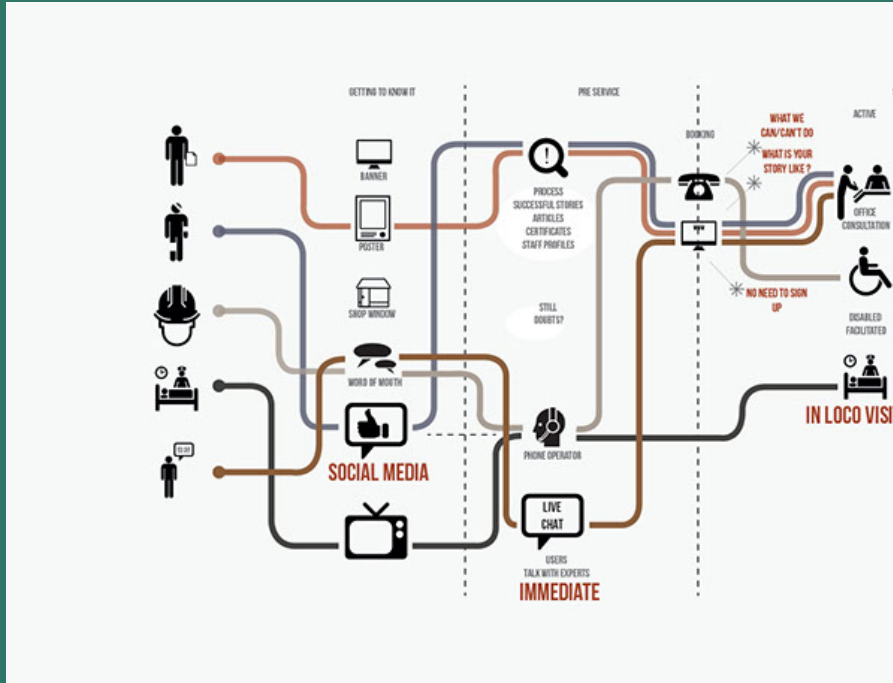 GETTING TO KNOW IT
PRE SERVICE
ACTIVE
BOOKING
WHAT WE
CAN/CAN'T DO
WHAT IS YOUR
STORY LIKE ?
BANNER
POSTER
SHOP WINDOW
WORD OF MOUTH
SOCIAL MEDIA
PROCESS
SUCCESSFUL STORIES
ARTICLES
CERTIFICATES
STAFF PROFILES
STILL
DOUBTS?
PHONE OPERATOR
LIVE
CHAT
USERS
TALK WITH EXPERTS
IMMEDIATE
NO NEED TO SIGN
UP
OFFICE
CONSULTATION
DISABLED
FACILITATED
IN LOCO VISI